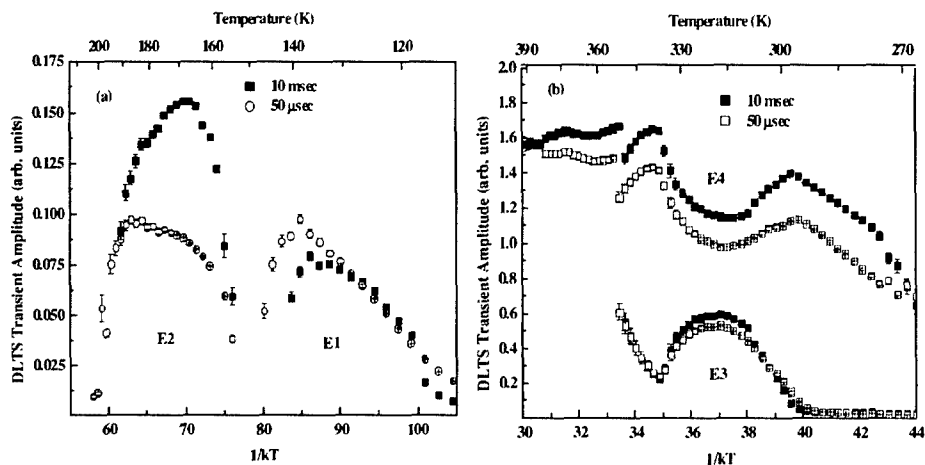 Temperature (K)
200 180 160 140 120
0.175
0.150
0.125
0.100
0.075
0.050
0.025
DLTS Transient Amplitude (arb. units)
(a)
10 msec
50 μsec
E2
E1
60 70 80 90 100
1/kT
Temperature (K)
390 360 330 300 270
2.0
1.8
1.6
1.4
1.2
1.0
0.8
0.6
0.4
0.2
DLTS Transient Amplitude (arb. units)
(b)
10 msec
50 μsec
E4
E3
30 32 34 36 38 40 42 44
1/kT